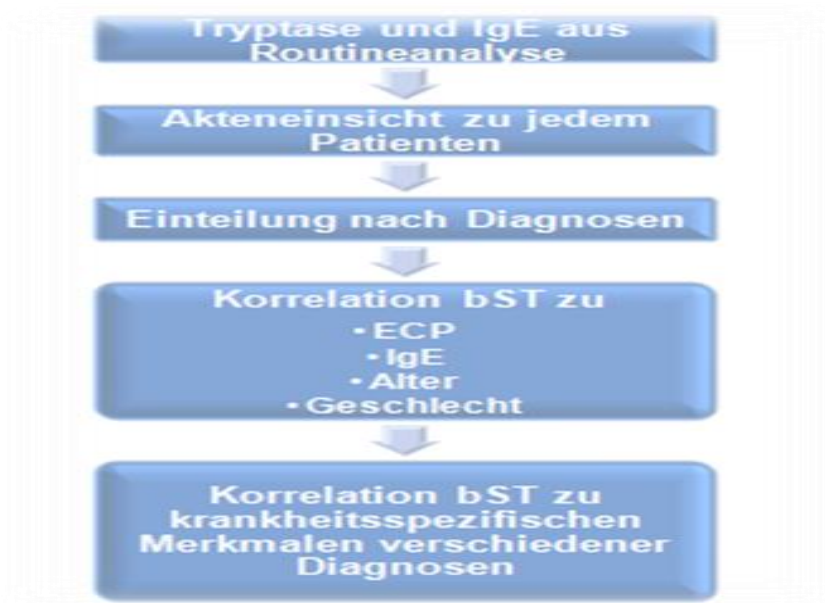 Tryptase und IgE aus
Routineanalyse
Akteneinsicht zu jedem
Patienten
Einteilung nach Diagnosen
Korrelation bST zu
• ECP
• IgE
• Alter
• Geschlecht
Korrelation bST zu
krankheitsspezifischen
Merkmalen verschiedener
Diagnosen